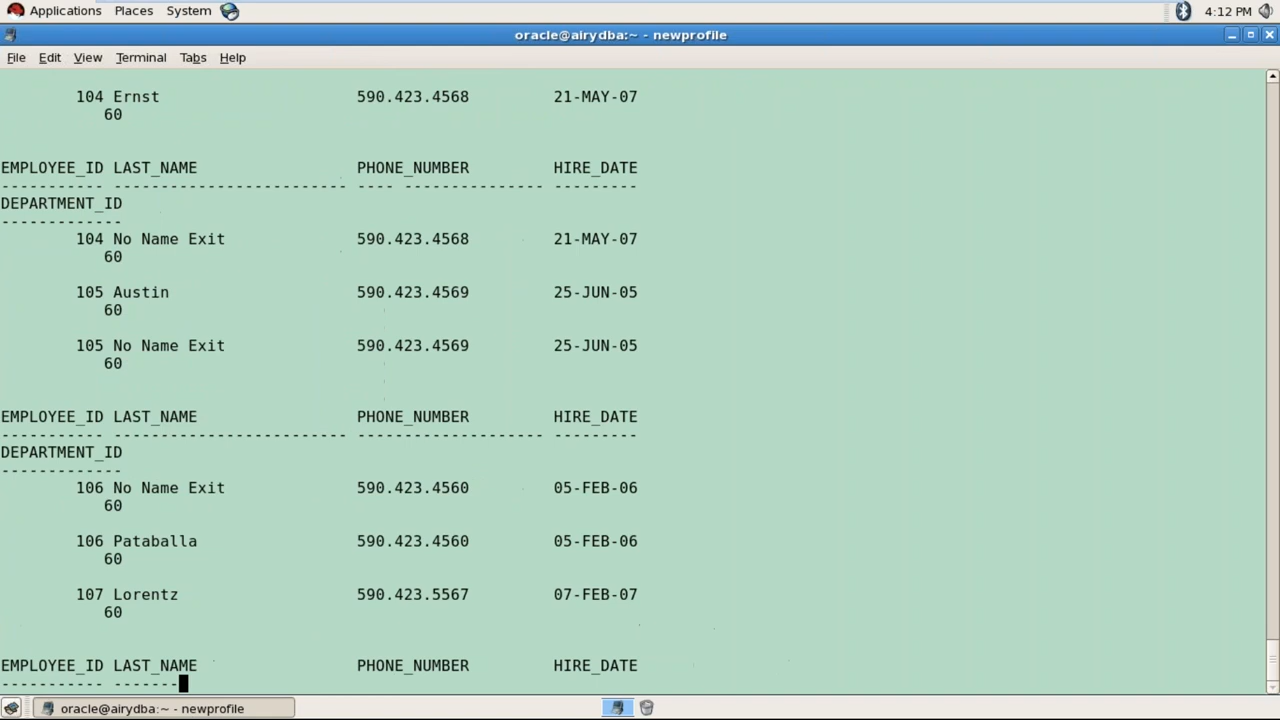 Applications Places System 4:12 PM
oracle@airydba:~ - newprofile
File Edit View Terminal Tabs Help
104 Ernst 590.423.4568 21-MAY-07
60
EMPLOYEE_ID LAST_NAME PHONE_NUMBER HIRE_DATE
----------- ------------------------- ---- --------------- ---------
DEPARTMENT_ID
-------------
104 No Name Exit 590.423.4568 21-MAY-07
60
105 Austin 590.423.4569 25-JUN-05
60
105 No Name Exit 590.423.4569 25-JUN-05
60
EMPLOYEE_ID LAST_NAME PHONE_NUMBER HIRE_DATE
----------- ------------------------- -------------------- ---------
DEPARTMENT_ID
-------------
106 No Name Exit 590.423.4560 05-FEB-06
60
106 Pataballa 590.423.4560 05-FEB-06
60
107 Lorentz 590.423.5567 07-FEB-07
60
EMPLOYEE_ID LAST_NAME PHONE_NUMBER HIRE_DATE
----------- -------
oracle@airydba:~ - newprofile